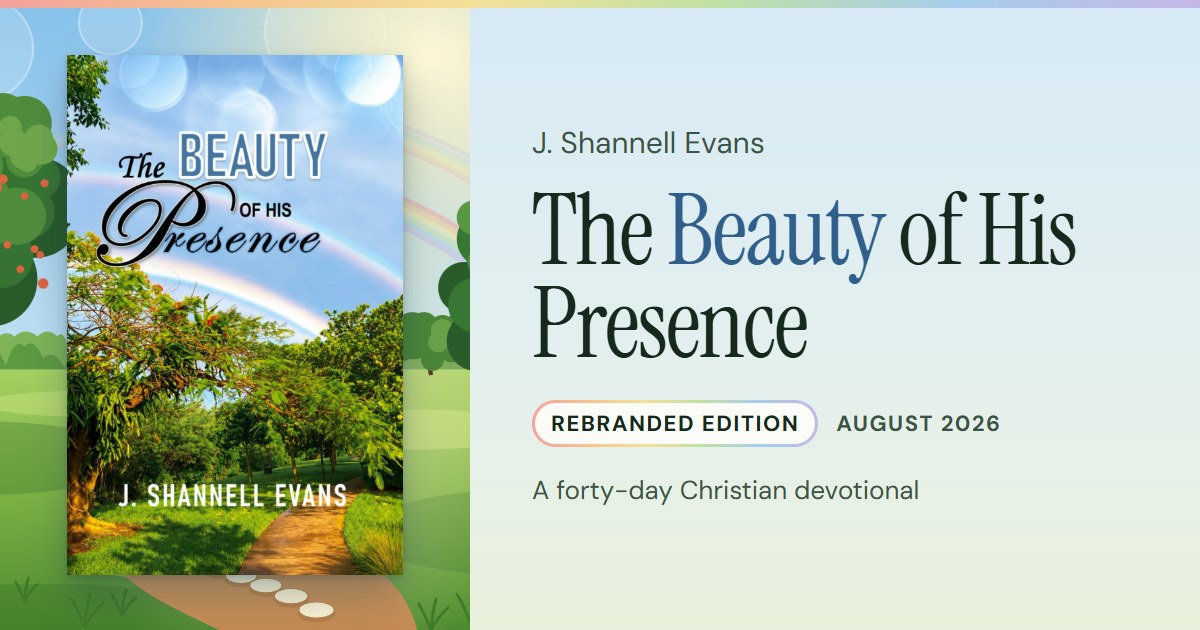 The BEAUTY
OF HIS
Presence
J. SHANNELL EVANS
J. Shannell Evans
The Beauty of His
Presence
REBRANDED EDITION AUGUST 2026
A forty-day Christian devotional